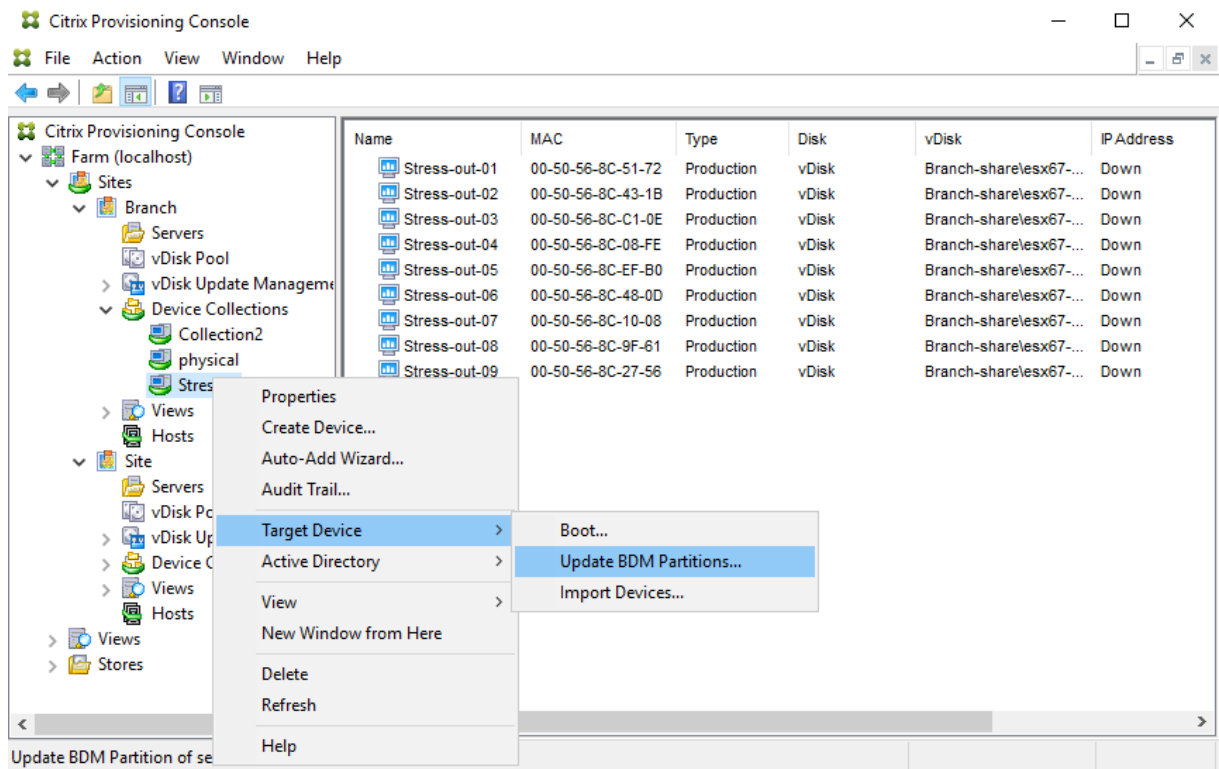 Citrix Provisioning Console
File Action View Window Help
Citrix Provisioning Console
Farm (localhost)
Sites
Branch
Servers
vDisk Pool
vDisk Update Manageme
Device Collections
Collection2
physical
Stres
Views
Hosts
Site
Servers
vDisk Po
vDisk Up
Device C
Views
Hosts
Views
Stores
Name MAC Type Disk vDisk IP Address
Stress-out-01 00-50-56-8C-51-72 Production vDisk Branch-share\esx67-... Down
Stress-out-02 00-50-56-8C-43-1B Production vDisk Branch-share\esx67-... Down
Stress-out-03 00-50-56-8C-C1-0E Production vDisk Branch-share\esx67-... Down
Stress-out-04 00-50-56-8C-08-FE Production vDisk Branch-share\esx67-... Down
Stress-out-05 00-50-56-8C-EF-B0 Production vDisk Branch-share\esx67-... Down
Stress-out-06 00-50-56-8C-48-0D Production vDisk Branch-share\esx67-... Down
Stress-out-07 00-50-56-8C-10-08 Production vDisk Branch-share\esx67-... Down
Stress-out-08 00-50-56-8C-9F-61 Production vDisk Branch-share\esx67-... Down
Stress-out-09 00-50-56-8C-27-56 Production vDisk Branch-share\esx67-... Down
Properties
Create Device...
Auto-Add Wizard...
Audit Trail...
Target Device
Active Directory
View
New Window from Here
Delete
Refresh
Help
Boot...
Update BDM Partitions...
Import Devices...
Update BDM Partition of se